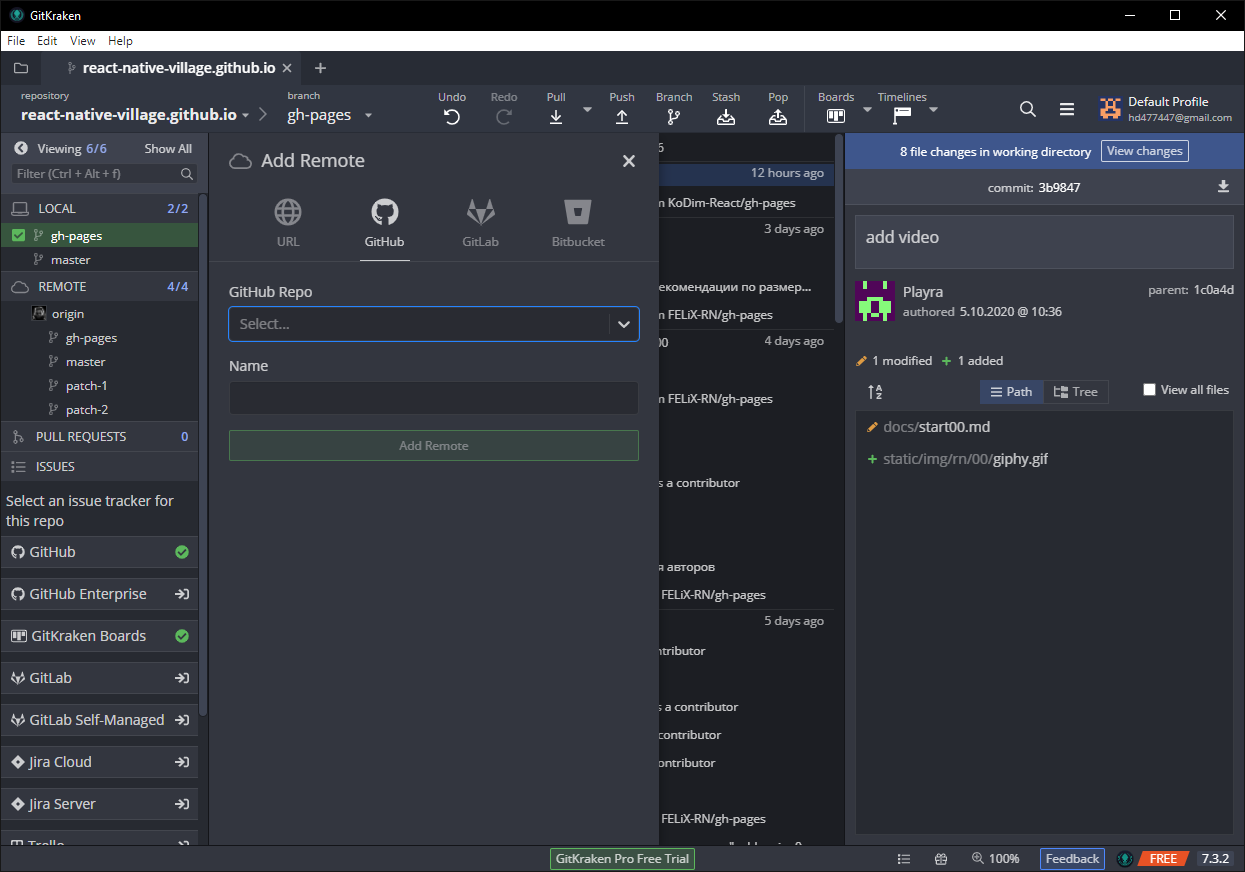 GitKraken
File Edit View Help
react-native-village.github.io
repository
react-native-village.github.io
branch
gh-pages
Undo
Redo
Pull
Push
Branch
Stash
Pop
Boards
Timelines
Default Profile
hd477447@gmail.com
Viewing 6/6
Show All
Filter (Ctrl + Alt + f)
LOCAL 2/2
gh-pages
master
REMOTE 4/4
origin
gh-pages
master
patch-1
patch-2
PULL REQUESTS 0
ISSUES
Select an issue tracker for
this repo
GitHub
GitHub Enterprise
GitKraken Boards
GitLab
GitLab Self-Managed
Jira Cloud
Jira Server
Trello
Add Remote
URL
GitHub
GitLab
Bitbucket
GitHub Repo
Select...
Name
Add Remote
6
12 hours ago
m KoDim-React/gh-pages
3 days ago
екомендации по размер...
m FELiX-RN/gh-pages
00
4 days ago
m FELiX-RN/gh-pages
s a contributor
я авторов
FELiX-RN/gh-pages
5 days ago
ntributor
s a contributor
contributor
ontributor
FELiX-RN/gh-pages
8 file changes in working directory
View changes
commit: 3b9847
add video
Playra
authored 5.10.2020 @ 10:36
parent: 1c0a4d
1 modified + 1 added
Path
Tree
View all files
docs/start00.md
+ static/img/rn/00/giphy.gif
GitKraken Pro Free Trial
100%
Feedback
FREE
7.3.2